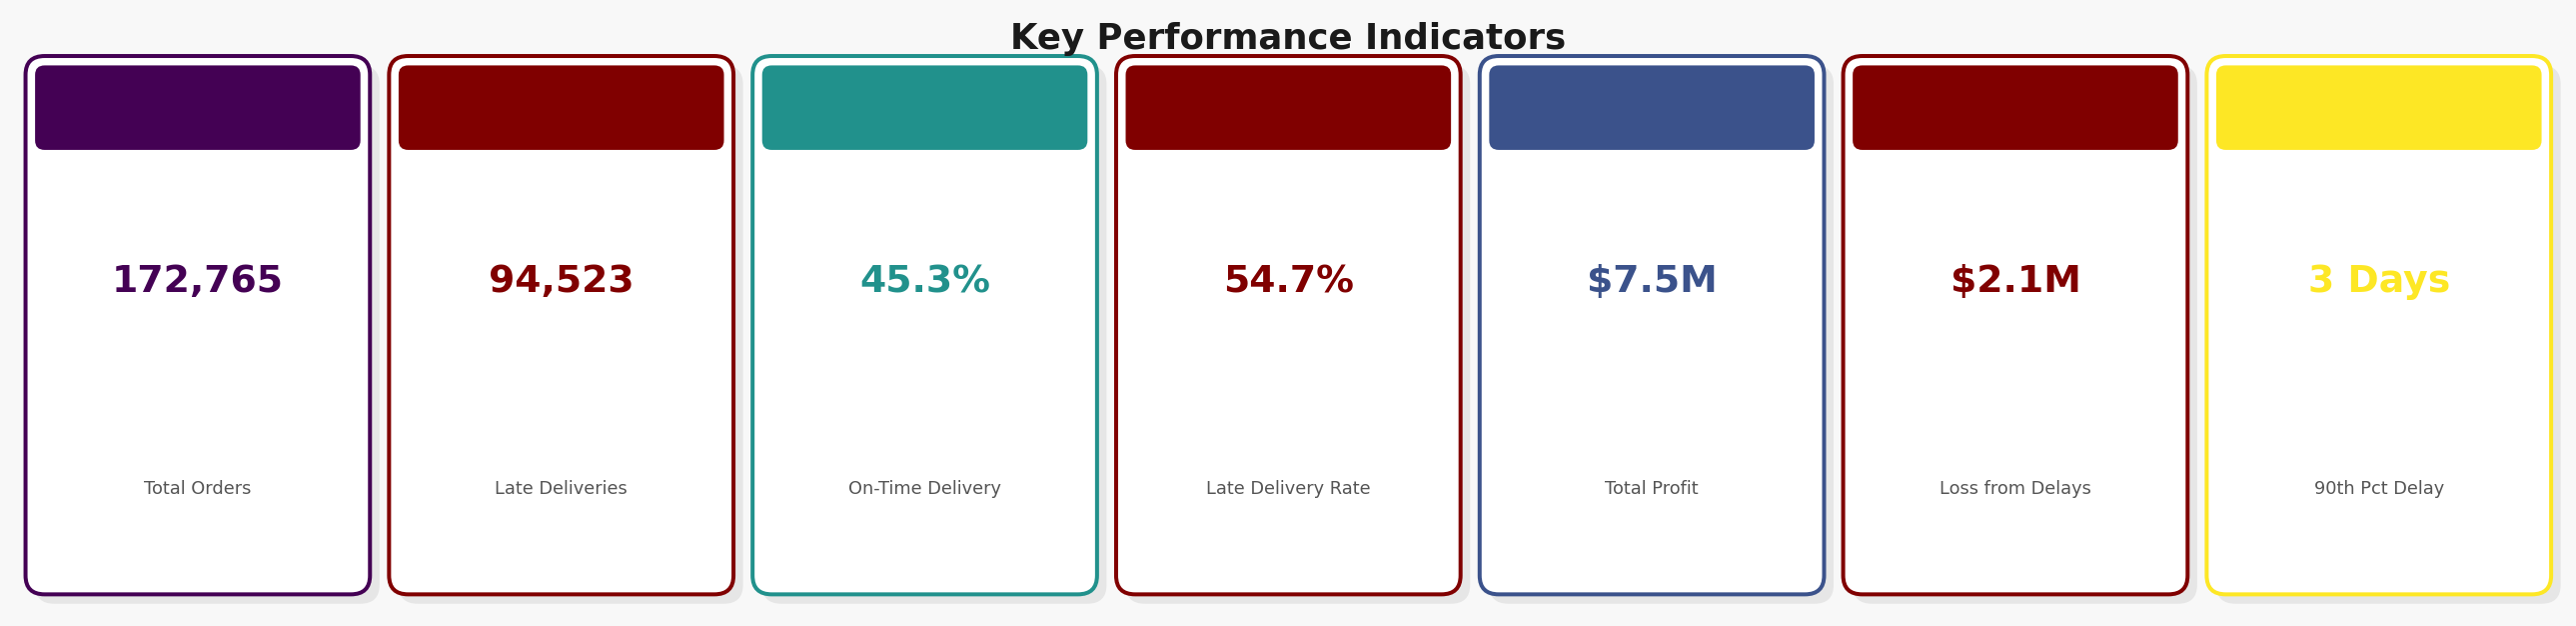 Key Performance Indicators
172,765
94,523
45.3%
54.7%
$7.5M
$2.1M
3 Days
Total Orders
Late Deliveries
On-Time Delivery
Late Delivery Rate
Total Profit
Loss from Delays
90th Pct Delay